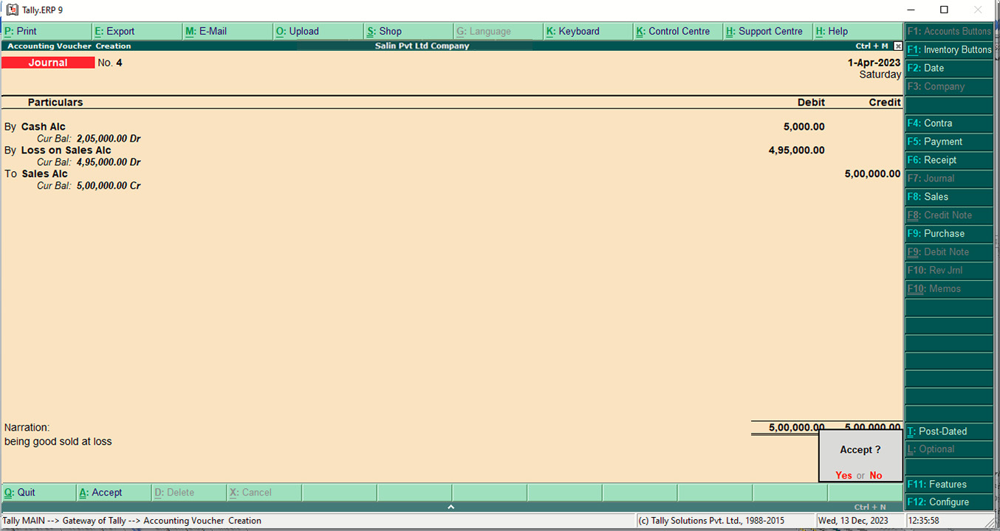 Tally.ERP 9
P: Print E: Export M: E-Mail O: Upload S: Shop G: Language K: Keyboard K: Control Centre H: Support Centre H: Help F1: Accounts Buttons
Accounting Voucher Creation Salin Pvt Ltd Company Ctrl + M F1: Inventory Buttons
Journal No. 4 1-Apr-2023 F2: Date
Saturday
F3: Company
Particulars Debit Credit
F4: Contra
By Cash Alc 5,000.00
Cur Bal: 2,05,000.00 Dr F5: Payment
By Loss on Sales Alc 4,95,000.00
Cur Bal: 4,95,000.00 Dr F6: Receipt
To Sales Alc 5,00,000.00 F7: Journal
Cur Bal: 5,00,000.00 Cr
F8: Sales
F8: Credit Note
F9: Purchase
F9: Debit Note
F10: Rev Jrnl
F10: Memos
Narration: 5,00,000.00 5,00,000.00 T: Post-Dated
being good sold at loss
Accept ? L: Optional
Yes or No
F11: Features
Q: Quit A: Accept D: Delete X: Cancel
F12: Configure
Ctrl + N
Tally MAIN --> Gateway of Tally --> Accounting Voucher Creation (c) Tally Solutions Pvt. Ltd., 1988-2015 Wed, 13 Dec, 2023 12:35:58